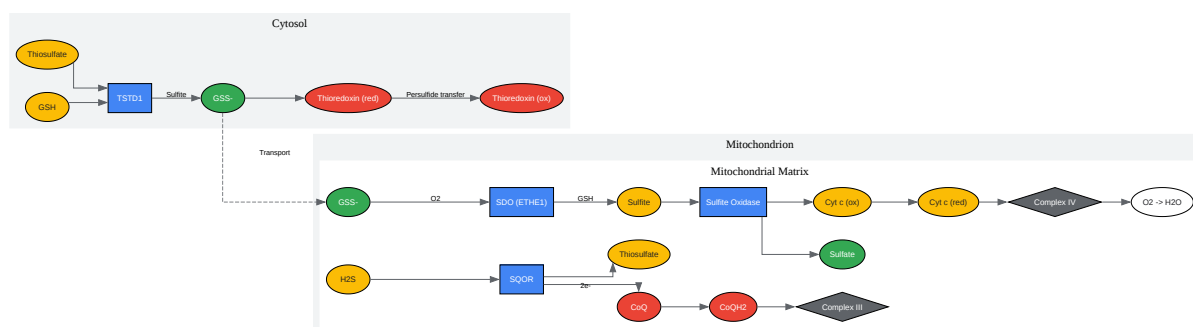 Cytosol
Thiosulfate
GSH
TSTD1
Sulfite
GSS-
Thioredoxin (red)
Persulfide transfer
Thioredoxin (ox)
Transport
Mitochondrion
Mitochondrial Matrix
GSS-
O2
SDO (ETHE1)
GSH
Sulfite
Sulfite Oxidase
Cyt c (ox)
Cyt c (red)
Complex IV
O2 -> H2O
Thiosulfate
Sulfate
H2S
SQOR
2e-
CoQ
CoQH2
Complex III